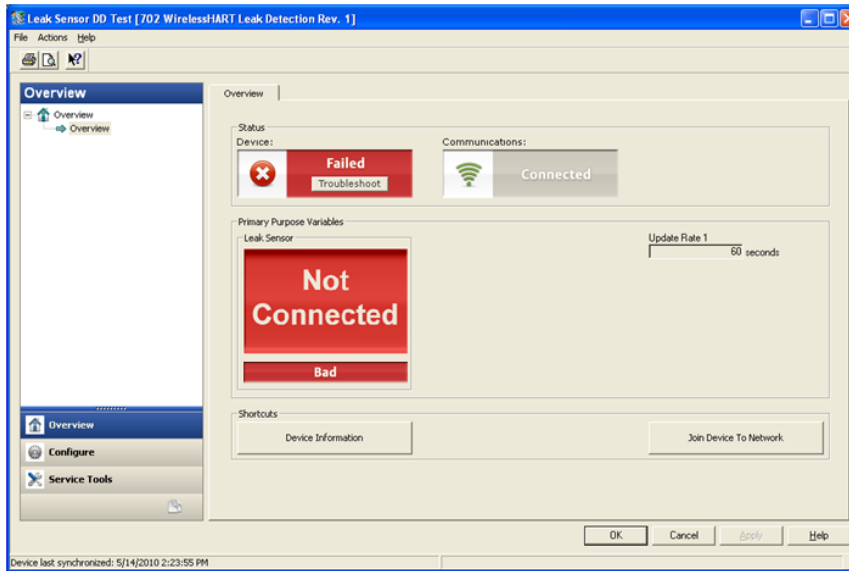 Leak Sensor DD Test [702 WirelessHART Leak Detection Rev. 1]
File Actions Help
Overview
Overview
Overview
Overview
Status
Device:
Failed
Troubleshoot
Communications:
Connected
Primary Purpose Variables
Leak Sensor
Not
Connected
Bad
Update Rate 1
60 seconds
Shortcuts
Device Information
Join Device To Network
Overview
Configure
Service Tools
OK Cancel Apply Help
Device last synchronized: 5/14/2010 2:23:55 PM